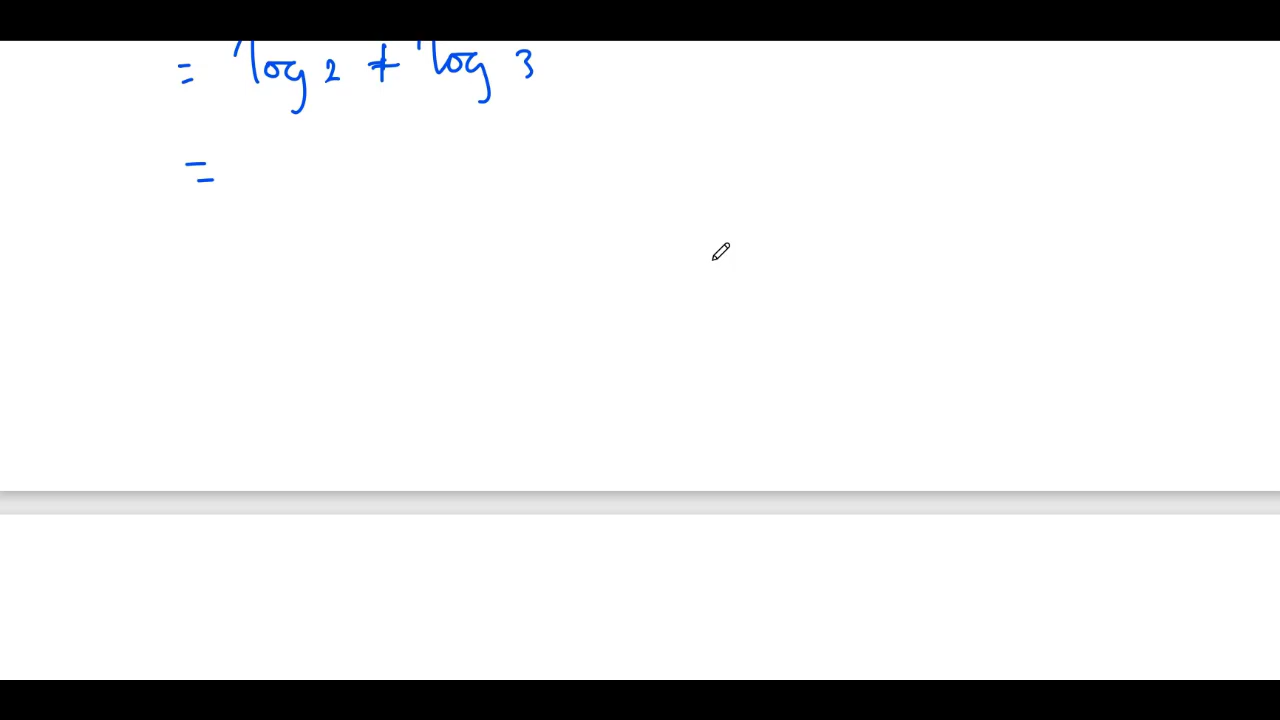 = log 2 + log 3
=